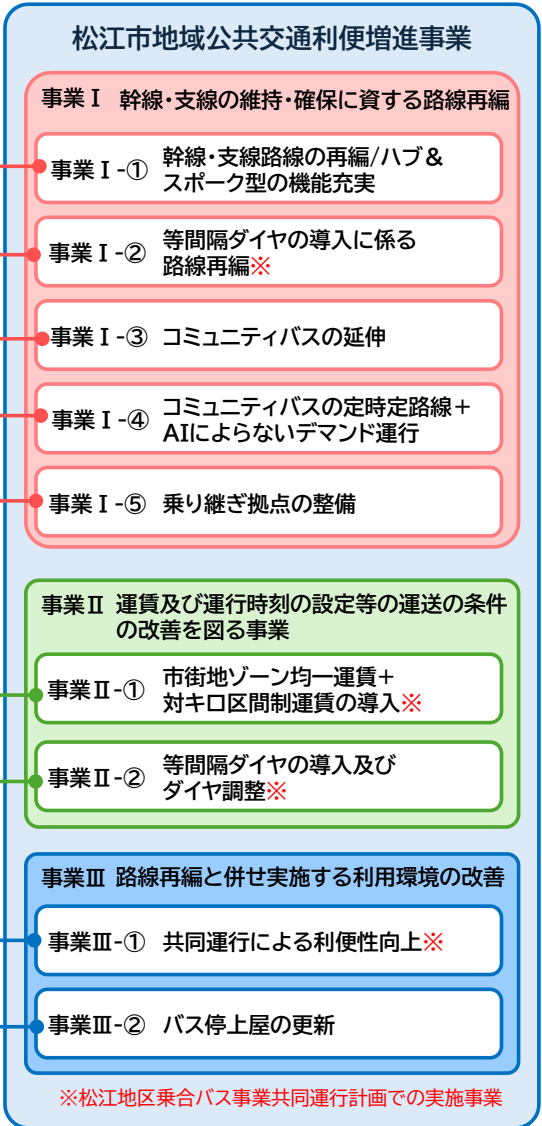 松江市地域公共交通利便増進事業
事業Ⅰ 幹線・支線の維持・確保に資する路線再編
事業Ⅰ-① 幹線・支線路線の再編/ハブ＆
スポーク型の機能充実
事業Ⅰ-② 等間隔ダイヤの導入に係る
路線再編※
事業Ⅰ-③ コミュニティバスの延伸
事業Ⅰ-④ コミュニティバスの定時定路線＋
AIによらないデマンド運行
事業Ⅰ-⑤ 乗り継ぎ拠点の整備
事業Ⅱ 運賃及び運行時刻の設定等の運送の条件
の改善を図る事業
事業Ⅱ-① 市街地ゾーン均一運賃＋
対キロ区間制運賃の導入※
事業Ⅱ-② 等間隔ダイヤの導入及び
ダイヤ調整※
事業Ⅲ 路線再編と併せ実施する利用環境の改善
事業Ⅲ-① 共同運行による利便性向上※
事業Ⅲ-② バス停上屋の更新
※松江地区乗合バス事業共同運行計画での実施事業